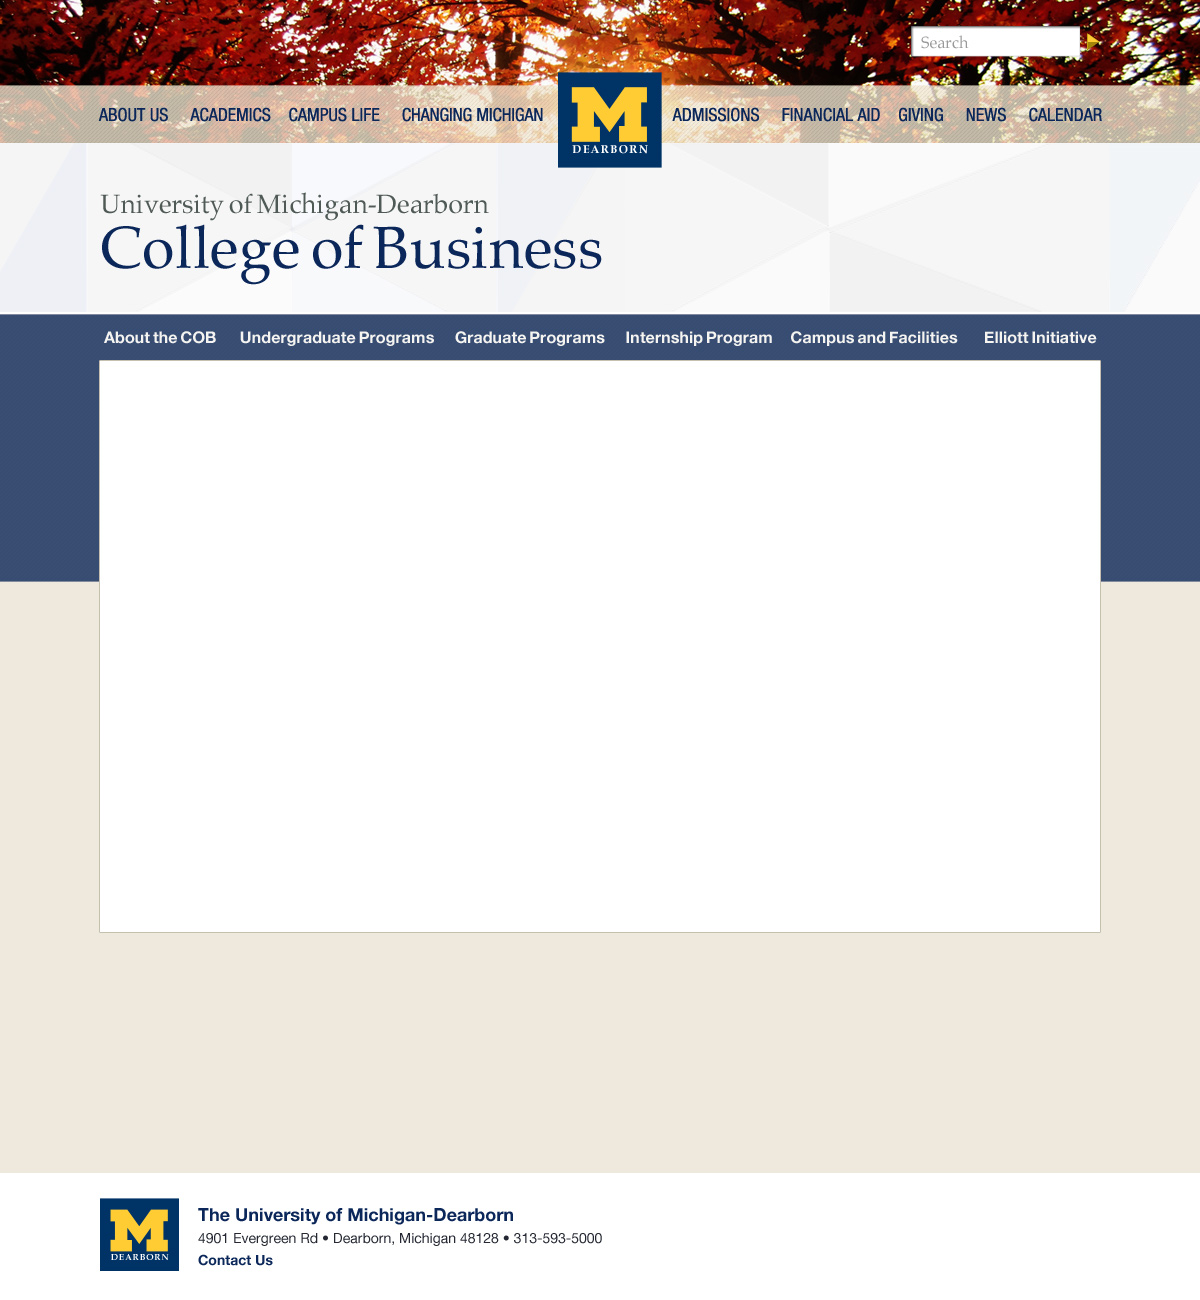 Search
ABOUT US ACADEMICS CAMPUS LIFE CHANGING MICHIGAN M DEARBORN ADMISSIONS FINANCIAL AID GIVING NEWS CALENDAR
University of Michigan-Dearborn
College of Business
About the COB Undergraduate Programs Graduate Programs Internship Program Campus and Facilities Elliott Initiative
M
DEARBORN
The University of Michigan-Dearborn
4901 Evergreen Rd • Dearborn, Michigan 48128 • 313-593-5000
Contact Us